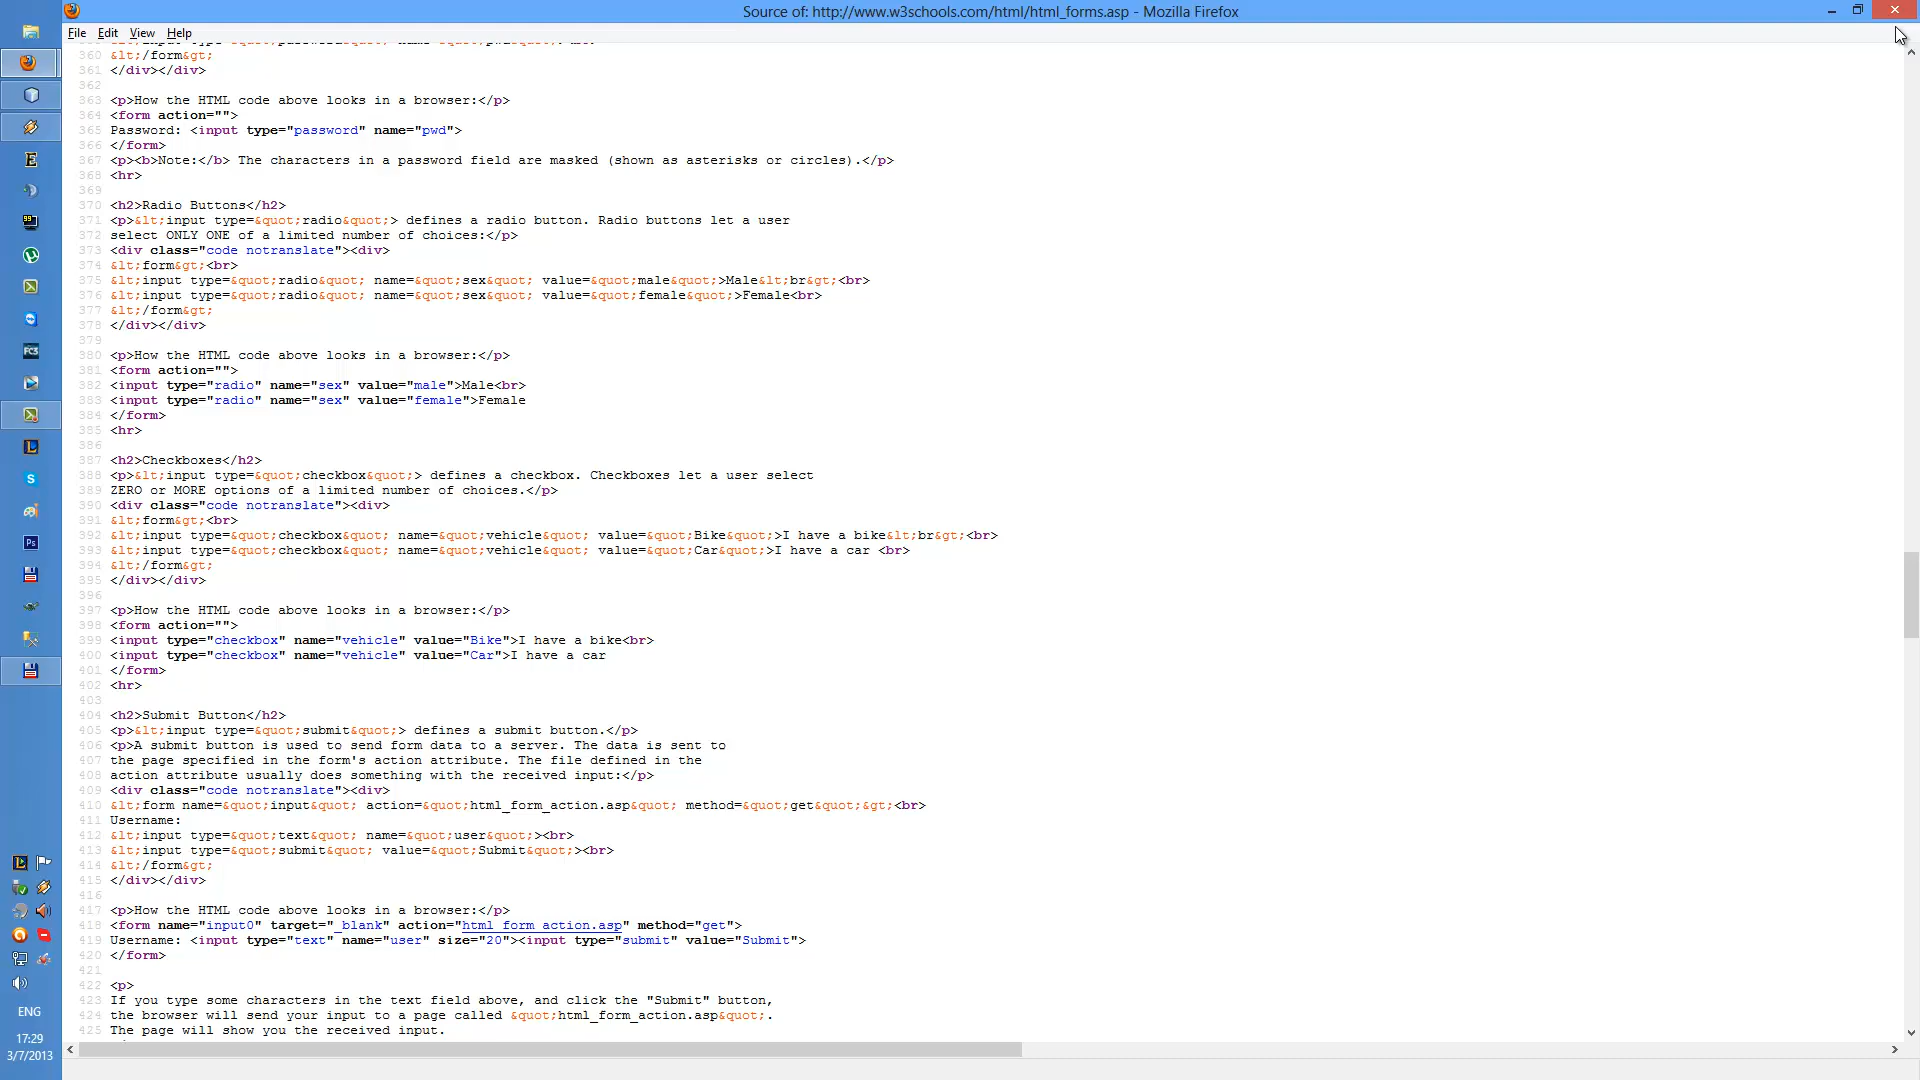 Source of: http://www.w3schools.com/html/html_forms.asp - Mozilla Firefox
File Edit View Help
360 &lt;/form&gt;
361 </div></div>
362
363 <p>How the HTML code above looks in a browser:</p>
364 <form action="">
365 Password: <input type="password" name="pwd">
366 </form>
367 <p><b>Note:</b> The characters in a password field are masked (shown as asterisks or circles).</p>
368 <hr>
369
370 <h2>Radio Buttons</h2>
371 <p>&lt;input type=&quot;radio&quot;> defines a radio button. Radio buttons let a user
372 select ONLY ONE of a limited number of choices:</p>
373 <div class="code notranslate"><div>
374 &lt;form&gt;<br>
375 &lt;input type=&quot;radio&quot; name=&quot;sex&quot; value=&quot;male&quot;>Male&lt;br&gt;<br>
376 &lt;input type=&quot;radio&quot; name=&quot;sex&quot; value=&quot;female&quot;>Female<br>
377 &lt;/form&gt;
378 </div></div>
379
380 <p>How the HTML code above looks in a browser:</p>
381 <form action="">
382 <input type="radio" name="sex" value="male">Male<br>
383 <input type="radio" name="sex" value="female">Female
384 </form>
385 <hr>
386
387 <h2>Checkboxes</h2>
388 <p>&lt;input type=&quot;checkbox&quot;> defines a checkbox. Checkboxes let a user select
389 ZERO or MORE options of a limited number of choices.</p>
390 <div class="code notranslate"><div>
391 &lt;form&gt;<br>
392 &lt;input type=&quot;checkbox&quot; name=&quot;vehicle&quot; value=&quot;Bike&quot;>I have a bike&lt;br&gt;<br>
393 &lt;input type=&quot;checkbox&quot; name=&quot;vehicle&quot; value=&quot;Car&quot;>I have a car <br>
394 &lt;/form&gt;
395 </div></div>
396
397 <p>How the HTML code above looks in a browser:</p>
398 <form action="">
399 <input type="checkbox" name="vehicle" value="Bike">I have a bike<br>
400 <input type="checkbox" name="vehicle" value="Car">I have a car
401 </form>
402 <hr>
403
404 <h2>Submit Button</h2>
405 <p>&lt;input type=&quot;submit&quot;> defines a submit button.</p>
406 <p>A submit button is used to send form data to a server. The data is sent to
407 the page specified in the form's action attribute. The file defined in the
408 action attribute usually does something with the received input:</p>
409 <div class="code notranslate"><div>
410 &lt;form name=&quot;input&quot; action=&quot;html_form_action.asp&quot; method=&quot;get&quot;&gt;<br>
411 Username:
412 &lt;input type=&quot;text&quot; name=&quot;user&quot;><br>
413 &lt;input type=&quot;submit&quot; value=&quot;Submit&quot;><br>
414 &lt;/form&gt;
415 </div></div>
416
417 <p>How the HTML code above looks in a browser:</p>
418 <form name="input0" target="_blank" action="html_form_action.asp" method="get">
419 Username: <input type="text" name="user" size="20"><input type="submit" value="Submit">
420 </form>
421
422 <p>
423 If you type some characters in the text field above, and click the "Submit" button,
424 the browser will send your input to a page called &quot;html_form_action.asp&quot;.
425 The page will show you the received input.
FC3
Ps
ENG
17:29
3/7/2013